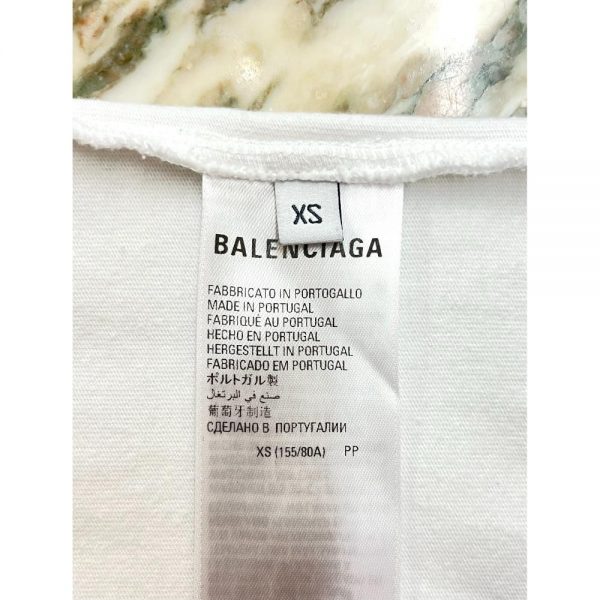 XS
BALENCIAGA
FABBRICATO IN PORTOGALLO
MADE IN PORTUGAL
FABRIQUÉ AU PORTUGAL
HECHO EN PORTUGAL
HERGESTELLT IN PORTUGAL
FABRICADO EM PORTUGAL
ポルトガル製
صنع في البرتغال
葡萄牙制造
СДЕЛАНО В ПОРТУГАЛИИ
XS (155/80A) PP